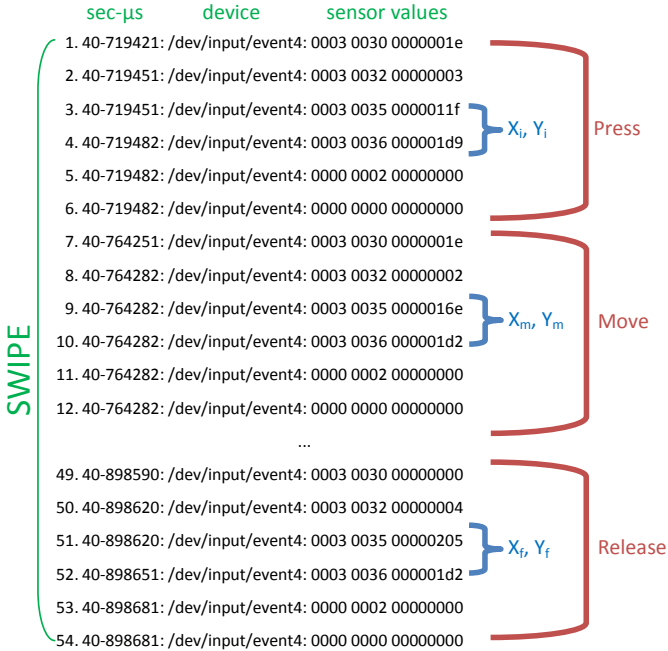 sec-µs device sensor values
1. 40-719421: /dev/input/event4: 0003 0030 0000001e
2. 40-719451: /dev/input/event4: 0003 0032 00000003
3. 40-719451: /dev/input/event4: 0003 0035 0000011f
Xi, Yi Press
4. 40-719482: /dev/input/event4: 0003 0036 000001d9
5. 40-719482: /dev/input/event4: 0000 0002 00000000
6. 40-719482: /dev/input/event4: 0000 0000 00000000
7. 40-764251: /dev/input/event4: 0003 0030 0000001e
8. 40-764282: /dev/input/event4: 0003 0032 00000002
9. 40-764282: /dev/input/event4: 0003 0035 0000016e
Xm, Ym Move
10. 40-764282: /dev/input/event4: 0003 0036 000001d2
SWIPE
11. 40-764282: /dev/input/event4: 0000 0002 00000000
12. 40-764282: /dev/input/event4: 0000 0000 00000000
...
49. 40-898590: /dev/input/event4: 0003 0030 00000000
50. 40-898620: /dev/input/event4: 0003 0032 00000004
51. 40-898620: /dev/input/event4: 0003 0035 00000205
Xf, Yf Release
52. 40-898651: /dev/input/event4: 0003 0036 000001d2
53. 40-898681: /dev/input/event4: 0000 0002 00000000
54. 40-898681: /dev/input/event4: 0000 0000 00000000